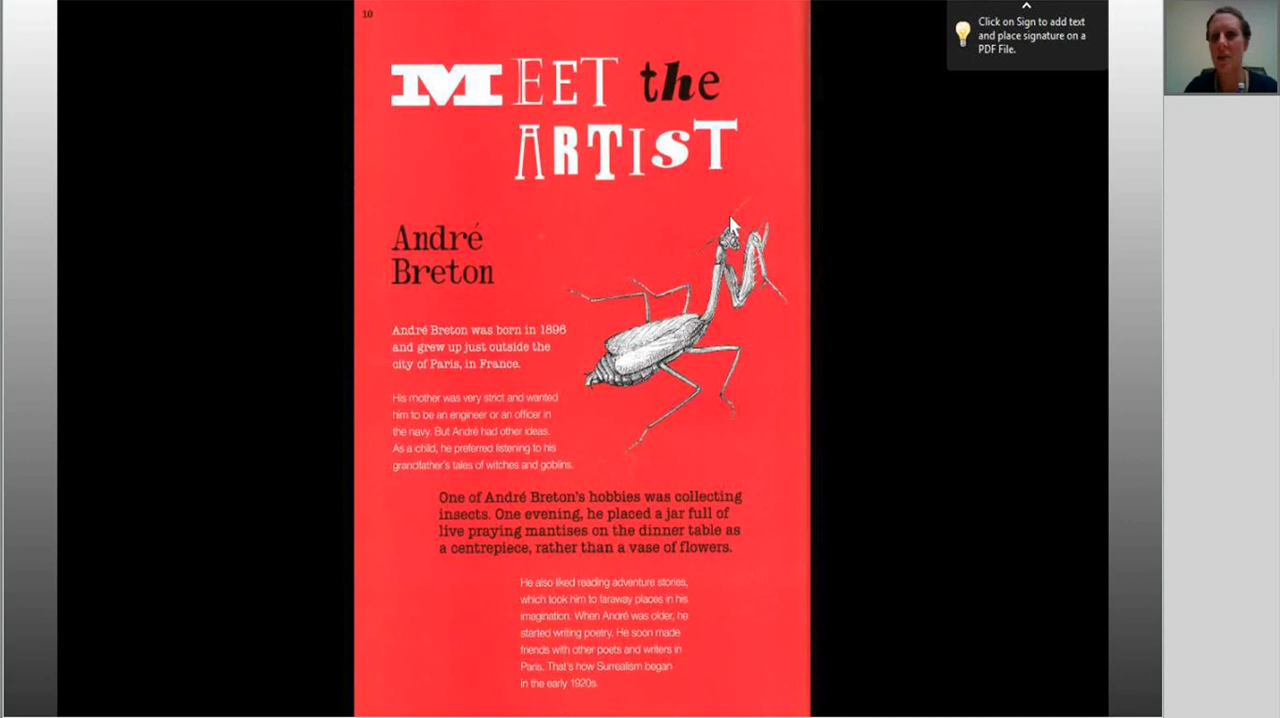 10
MEET the
ARTIST
André
Breton
André Breton was born in 1896
and grew up just outside the
city of Paris, in France.
His mother was very strict and wanted
him to be an engineer or an officer in
the navy. But André had other ideas.
As a child, he preferred listening to his
grandfather's tales of witches and goblins.
One of André Breton's hobbies was collecting
insects. One evening, he placed a jar full of
live praying mantises on the dinner table as
a centrepiece, rather than a vase of flowers.
He also liked reading adventure stories,
which took him to faraway places in his
imagination. When André was older, he
started writing poetry. He soon made
friends with other poets and writers in
Paris. That's how Surrealism began
in the early 1920s.
Click on Sign to add text
and place signature on a
PDF File.